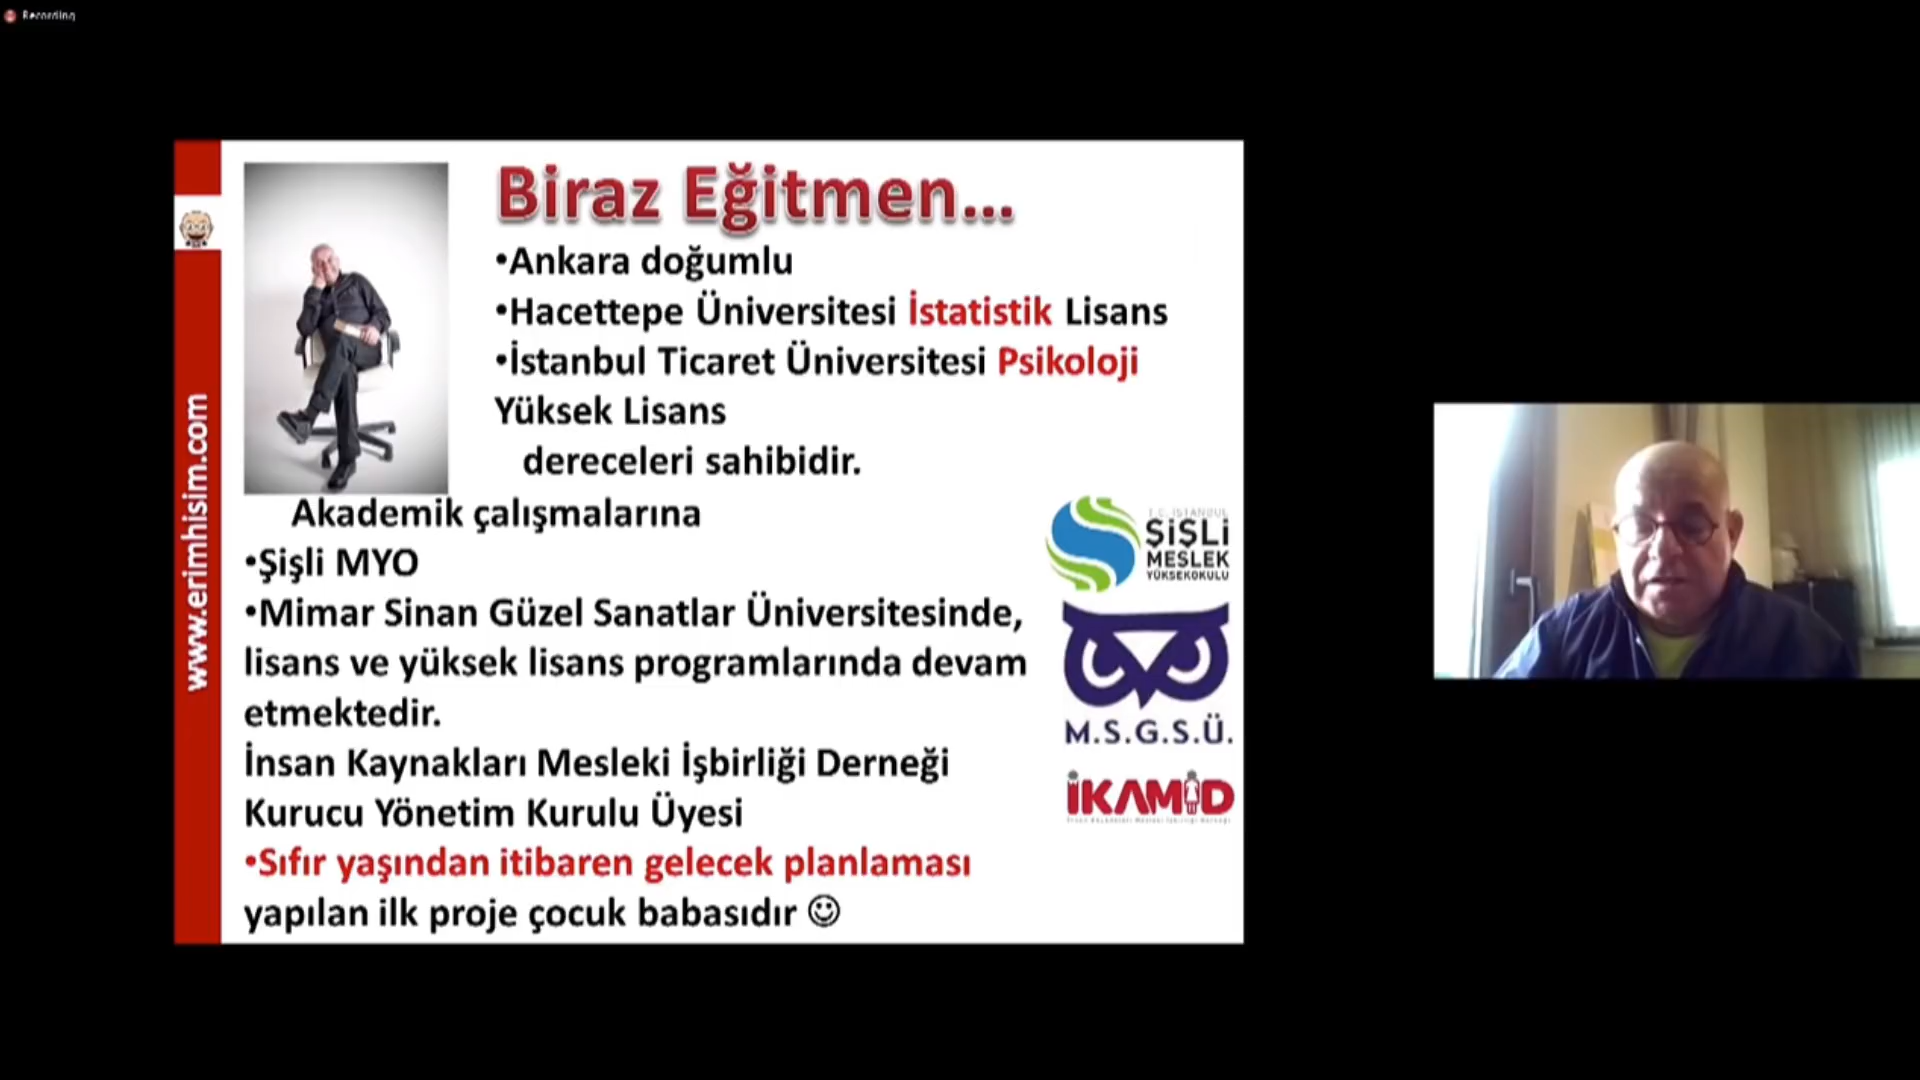 Recording
www.erimhisim.com
Biraz Eğitmen...
•Ankara doğumlu
•Hacettepe Üniversitesi İstatistik Lisans
•İstanbul Ticaret Üniversitesi Psikoloji
Yüksek Lisans
dereceleri sahibidir.
Akademik çalışmalarına
•Şişli MYO
•Mimar Sinan Güzel Sanatlar Üniversitesinde,
lisans ve yüksek lisans programlarında devam
etmektedir.
İnsan Kaynakları Mesleki İşbirliği Derneği
Kurucu Yönetim Kurulu Üyesi
•Sıfır yaşından itibaren gelecek planlaması
yapılan ilk proje çocuk babasıdır ☺
T.C. İSTANBUL
ŞİŞLİ
MESLEK
YÜKSEKOKULU
M.S.G.S.Ü.
İKAMİD